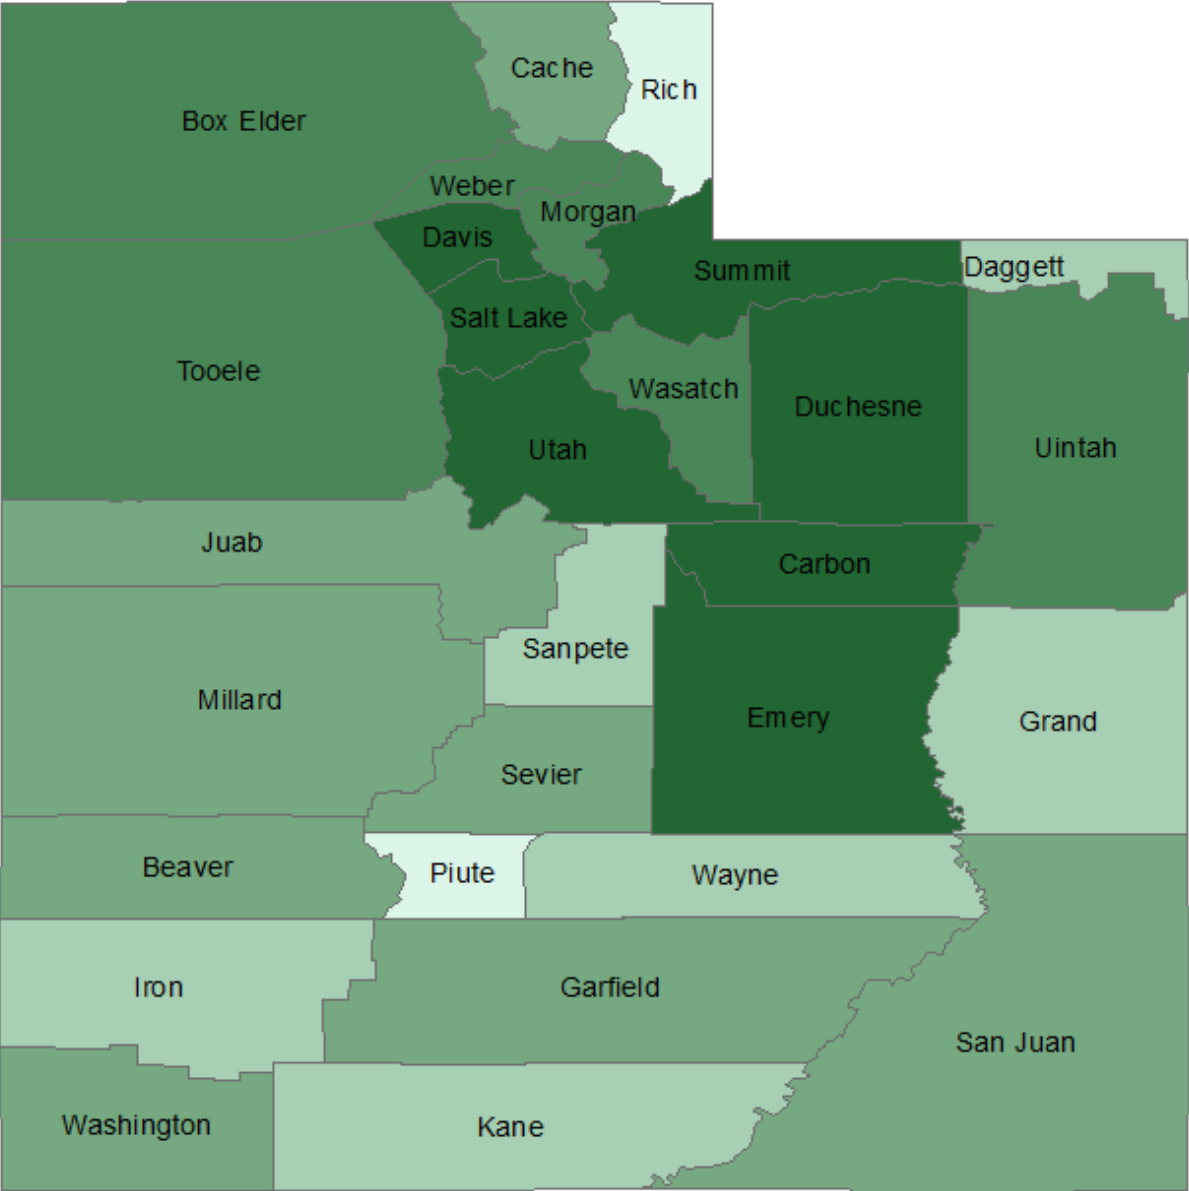 Cache
Rich
Box Elder
Weber
Morgan
Davis
Summit
Daggett
Salt Lake
Tooele
Wasatch
Duchesne
Utah
Uintah
Juab
Carbon
Sanpete
Millard
Emery
Grand
Sevier
Beaver
Piute
Wayne
Iron
Garfield
San Juan
Washington
Kane